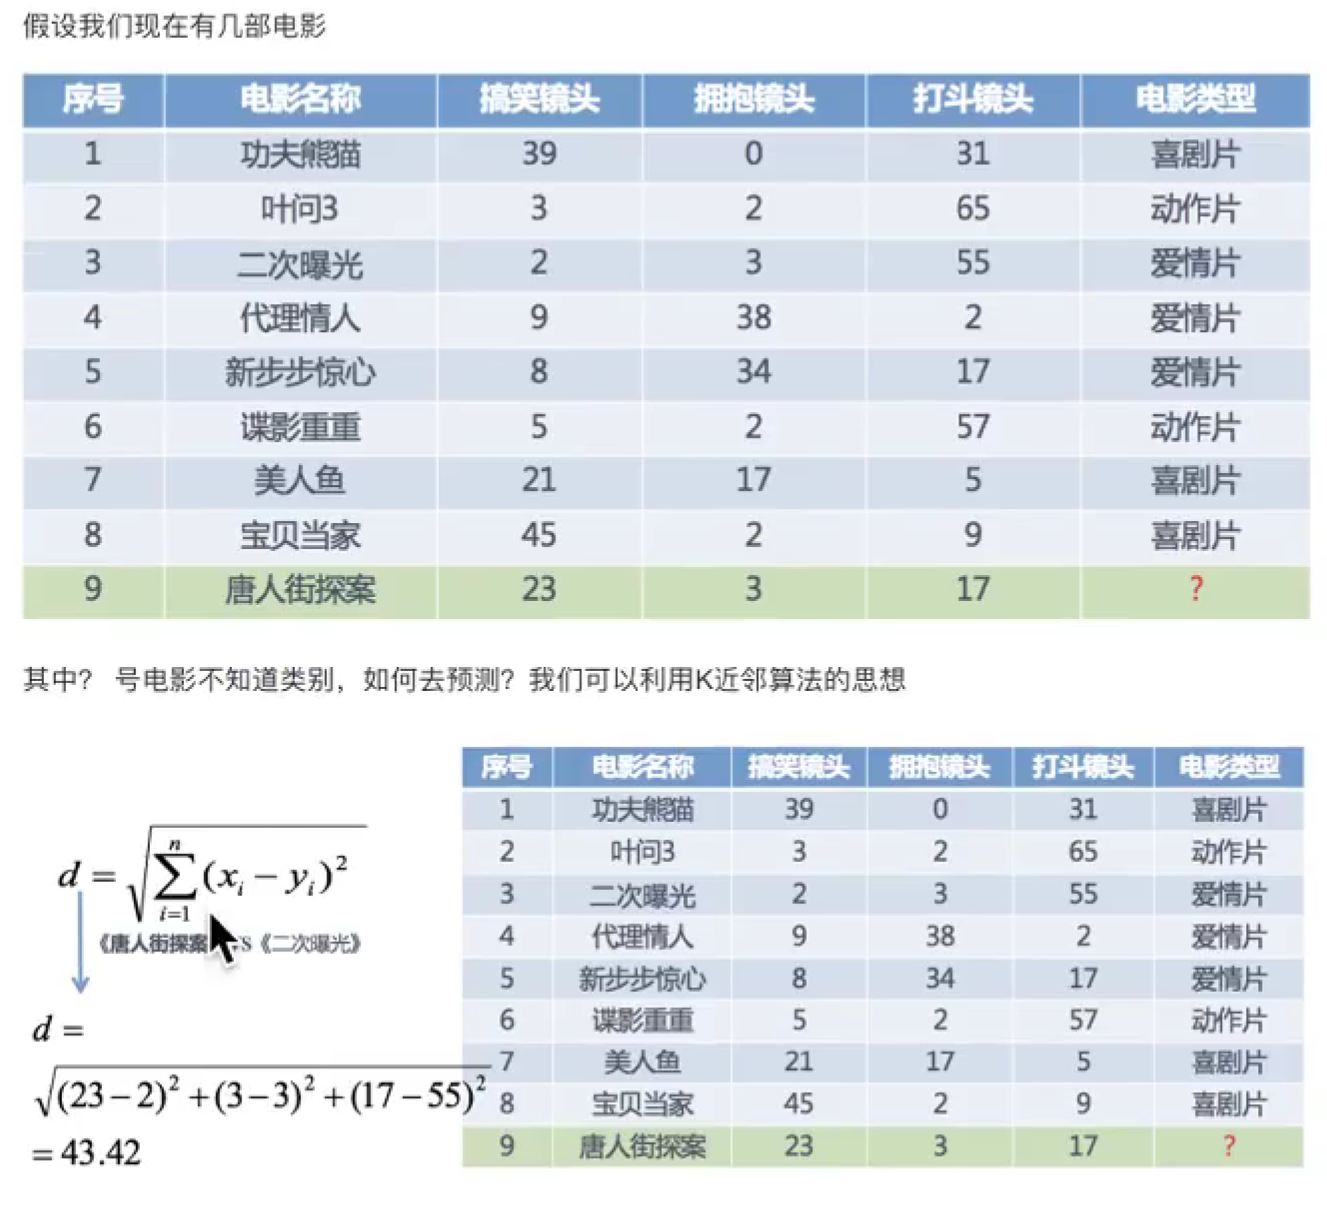 假设我们现在有几部电影
序号 电影名称 搞笑镜头 拥抱镜头 打斗镜头 电影类型
1 功夫熊猫 39 0 31 喜剧片
2 叶问3 3 2 65 动作片
3 二次曝光 2 3 55 爱情片
4 代理情人 9 38 2 爱情片
5 新步步惊心 8 34 17 爱情片
6 谍影重重 5 2 57 动作片
7 美人鱼 21 17 5 喜剧片
8 宝贝当家 45 2 9 喜剧片
9 唐人街探案 23 3 17 ?
其中? 号电影不知道类别，如何去预测？我们可以利用K近邻算法的思想
d = √∑(xᵢ − yᵢ)²
n
i=1
《唐人街探案 S《二次曝光》
d =
√(23−2)² +(3−3)² +(17−55)²
= 43.42
序号 电影名称 搞笑镜头 拥抱镜头 打斗镜头 电影类型
1 功夫熊猫 39 0 31 喜剧片
2 叶问3 3 2 65 动作片
3 二次曝光 2 3 55 爱情片
4 代理情人 9 38 2 爱情片
5 新步步惊心 8 34 17 爱情片
6 谍影重重 5 2 57 动作片
7 美人鱼 21 17 5 喜剧片
8 宝贝当家 45 2 9 喜剧片
9 唐人街探案 23 3 17 ?